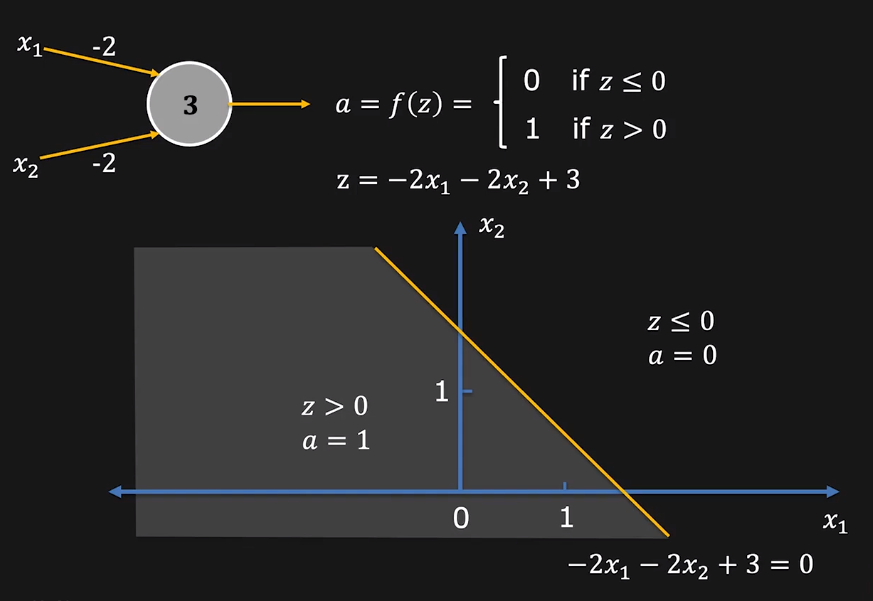 x₁
-2
3
x₂
-2
a = f(z) = { 0 if z ≤ 0
1 if z > 0
z = −2x₁ − 2x₂ + 3
x₂
z ≤ 0
a = 0
1
z > 0
a = 1
0
1
x₁
−2x₁ − 2x₂ + 3 = 0